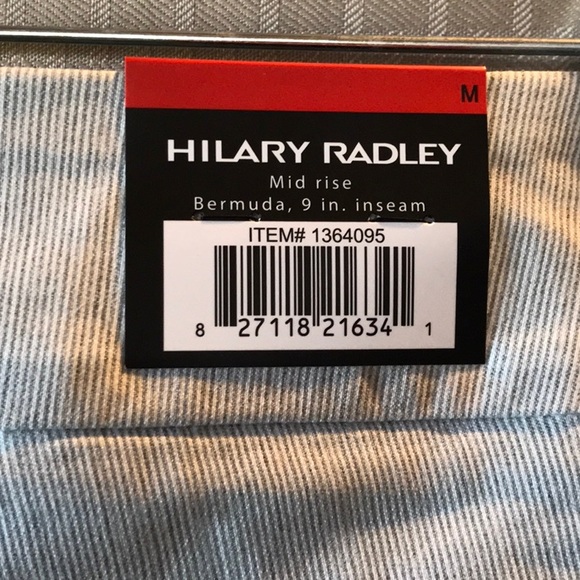 M
HILARY RADLEY
Mid rise
Bermuda, 9 in. inseam
ITEM# 1364095
8 27118 21634 1